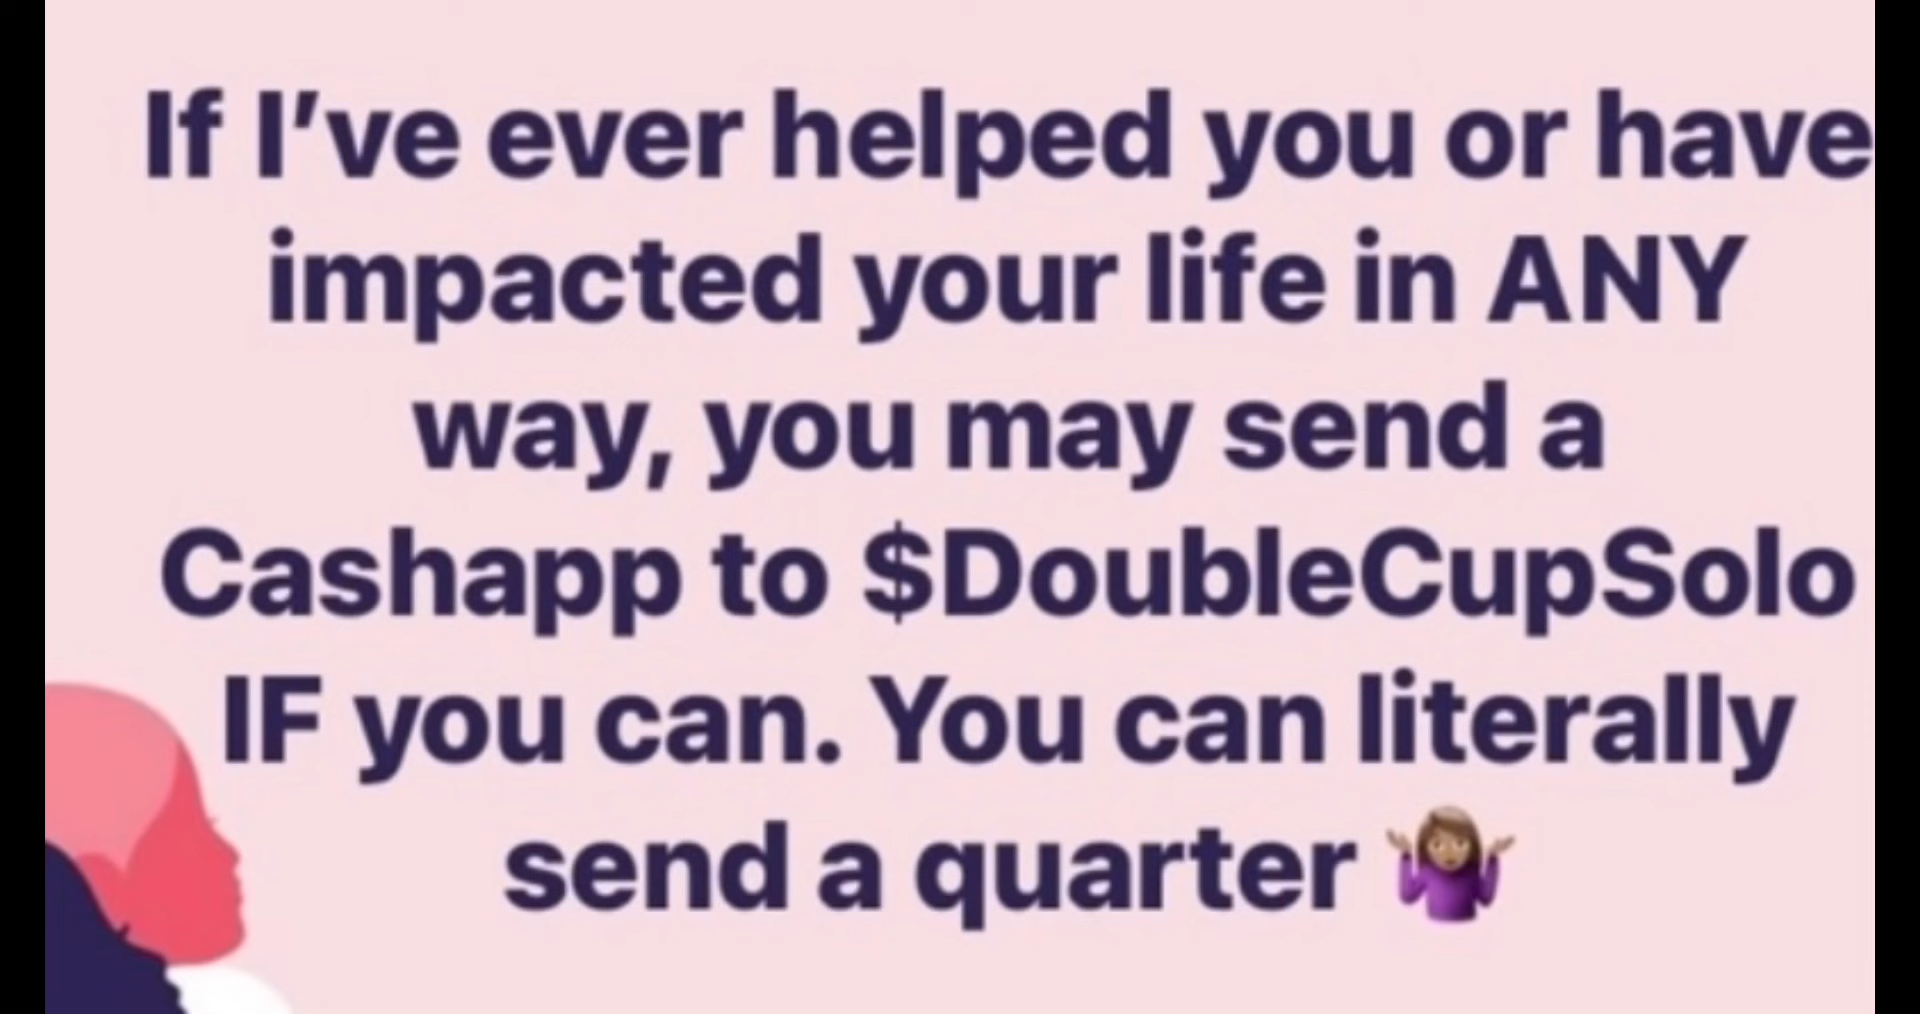 If I’ve ever helped you or have
impacted your life in ANY
way, you may send a
Cashapp to $DoubleCupSolo
IF you can. You can literally
send a quarter 🤷🏽‍♀️